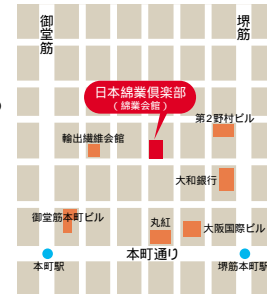 御堂筋
堺筋
日本綿業倶楽部
（綿業会館）
第2野村ビル
輸出繊維会館
大和銀行
御堂筋本町ビル
丸紅
大阪国際ビル
本町通り
本町駅
堺筋本町駅